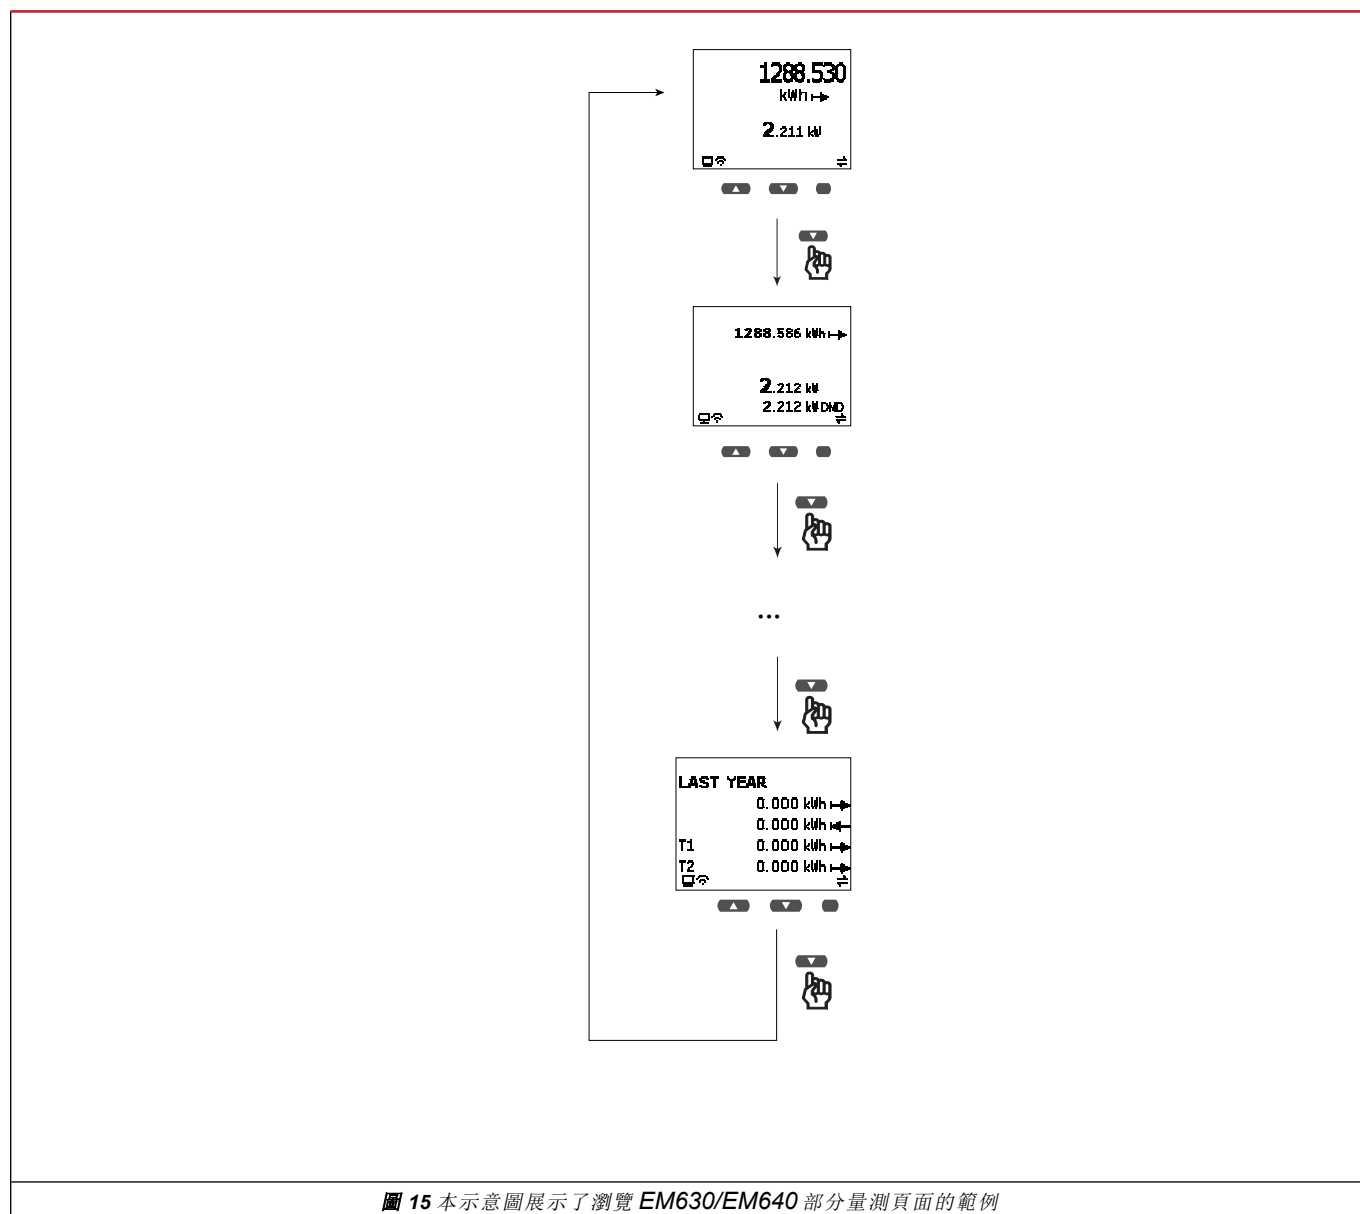 1288.530
kWh
2.211 kW
1288.586 kWh
2.212 kW
2.212 kW DMD
...
LAST YEAR
0.000 kWh
0.000 kWh
T1 0.000 kWh
T2 0.000 kWh
圖 15 本示意圖展示了瀏覽 EM630/EM640 部分量測頁面的範例